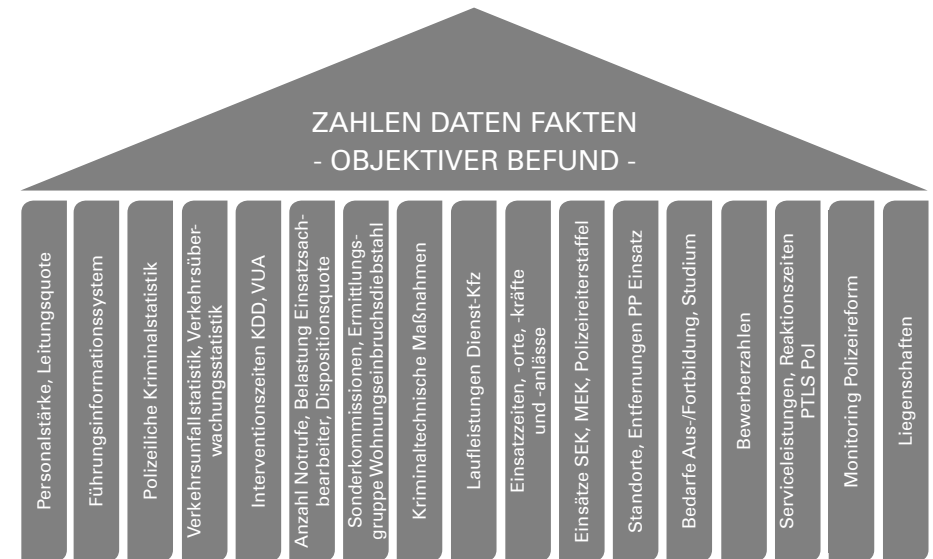 ZAHLEN DATEN FAKTEN
- OBJEKTIVER BEFUND -
Personalstärke, Leitungsquote
Führungsinformationssystem
Polizeiliche Kriminalstatistik
Verkehrsunfallstatistik, Verkehrsüber-
wachungsstatistik
Interventionszeiten KDD, VUA
Anzahl Notrufe, Belastung Einsatzsach-
bearbeiter, Dispositionsquote
Sonderkommissionen, Ermittlungs-
gruppe Wohnungseinbruchsdiebstahl
Kriminaltechnische Maßnahmen
Laufleistungen Dienst-Kfz
Einsatzzeiten, -orte, -kräfte
und -anlässe
Einsätze SEK, MEK, Polizeireiterstaffel
Standorte, Entfernungen PP Einsatz
Bedarfe Aus-/Fortbildung, Studium
Bewerberzahlen
Serviceleistungen, Reaktionszeiten
PTLS Pol
Monitoring Polizeireform
Liegenschaften